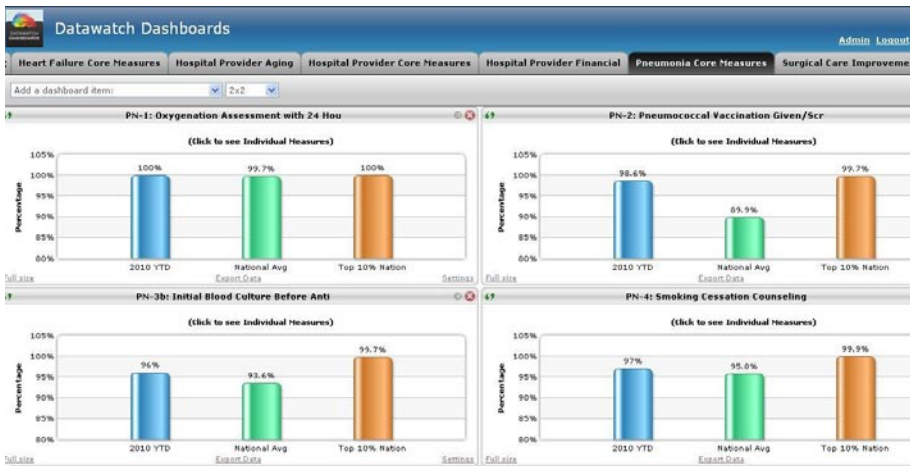 Datawatch Dashboards
Admin Logout
Heart Failure Core Measures Hospital Provider Aging Hospital Provider Core Measures Hospital Provider Financial Pneumonia Core Measures Surgical Care Improveme
Add a dashboard item: 2x2
PN-1: Oxygenation Assessment with 24 Hou
(Click to see Individual Measures)
Percentage
105%
100%
95%
90%
85%
80%
100% 99.7% 100%
2010 YTD National Avg Top 10% Nation
Full size Export Data Settings
PN-2: Pneumococcal Vaccination Given/Scr
(Click to see Individual Measures)
Percentage
105%
100%
95%
90%
85%
80%
98.6% 89.9% 99.7%
2010 YTD National Avg Top 10% Nation
Full size Export Data
PN-3b: Initial Blood Culture Before Anti
(Click to see Individual Measures)
Percentage
105%
100%
95%
90%
85%
80%
96% 93.6% 99.7%
2010 YTD National Avg Top 10% Nation
Full size Export Data Settings
PN-4: Smoking Cessation Counseling
(Click to see Individual Measures)
Percentage
105%
100%
95%
90%
85%
80%
97% 95.8% 99.9%
2010 YTD National Avg Top 10% Nation
Full size Export Data